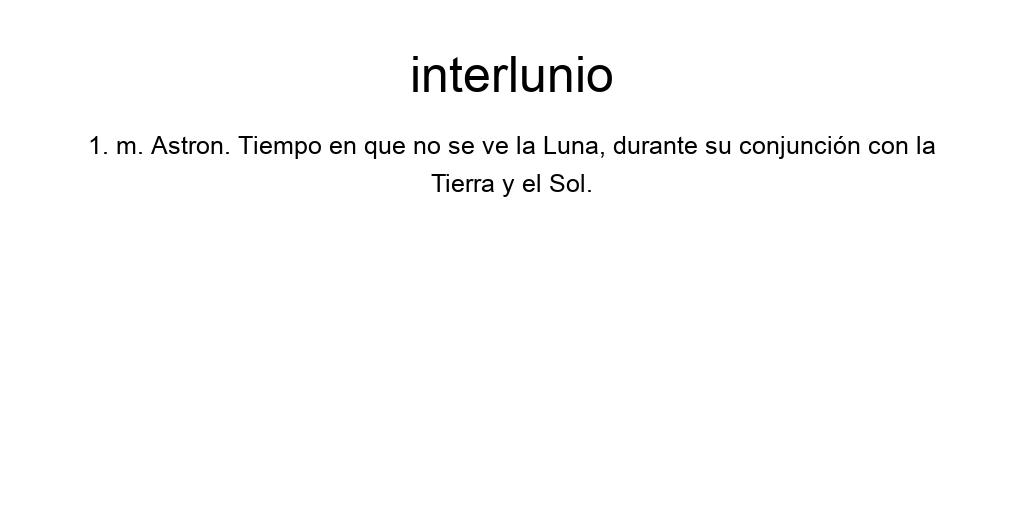 interlunio
1. m. Astron. Tiempo en que no se ve la Luna, durante su conjunción con la
Tierra y el Sol.